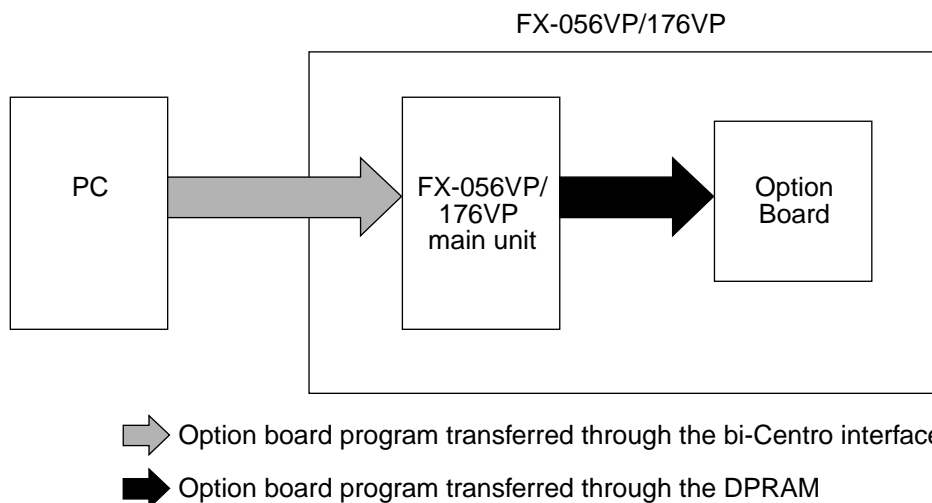 FX-056VP/176VP
PC
FX-056VP/
176VP
main unit
Option
Board
Option board program transferred through the bi-Centro interface
Option board program transferred through the DPRAM